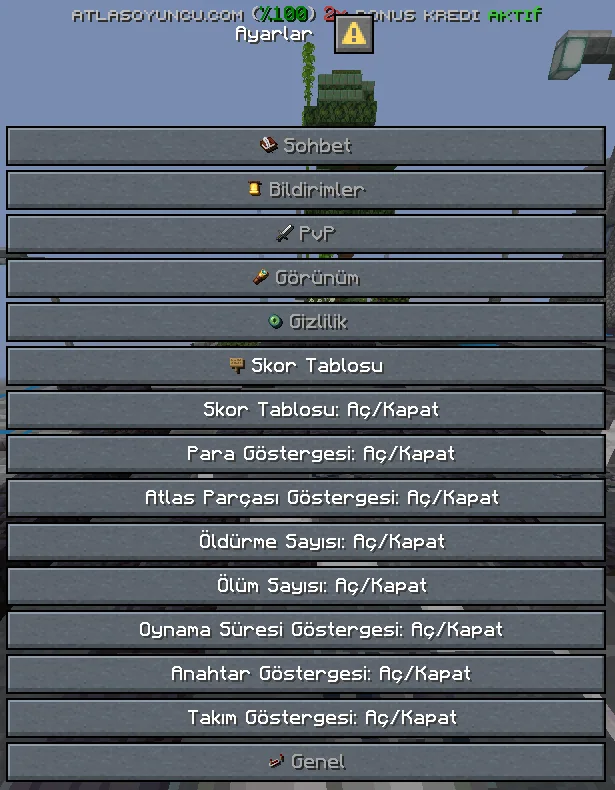 ATLASOYUNCU.COM (%100) 2x BONUS KREDI AKTIF
Ayarlar
Sohbet
Bildirimler
PvP
Görünüm
Gizlilik
Skor Tablosu
Skor Tablosu: Aç/Kapat
Para Göstergesi: Aç/Kapat
Atlas Parçası Göstergesi: Aç/Kapat
Öldürme Sayısı: Aç/Kapat
Ölüm Sayısı: Aç/Kapat
Oynama Süresi Göstergesi: Aç/Kapat
Anahtar Göstergesi: Aç/Kapat
Takım Göstergesi: Aç/Kapat
Genel